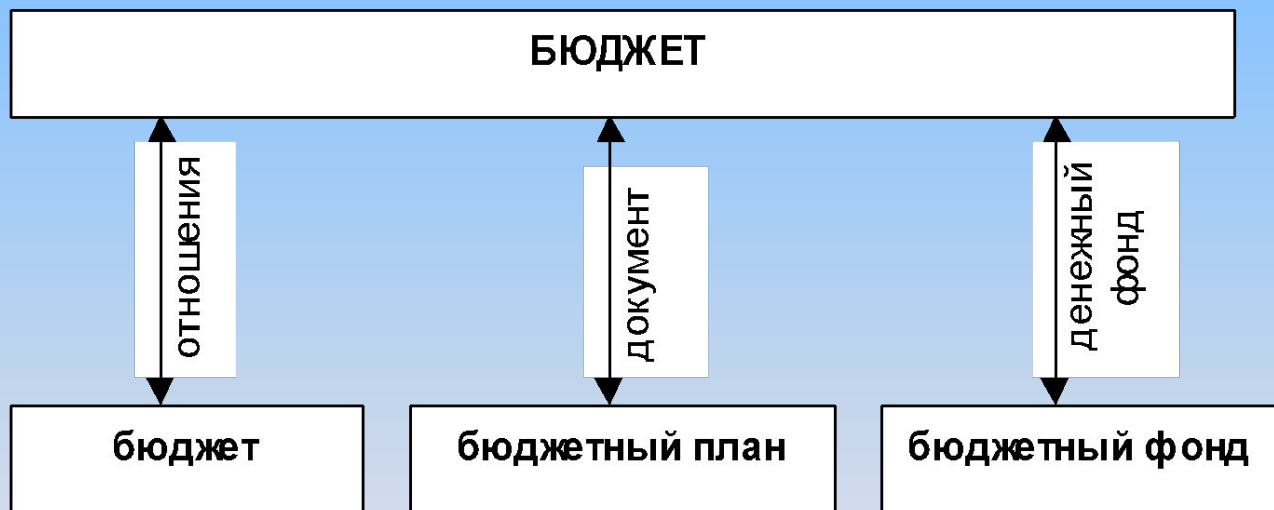 БЮДЖЕТ
отношения
документ
денежный
фонд
бюджет
бюджетный план
бюджетный фонд